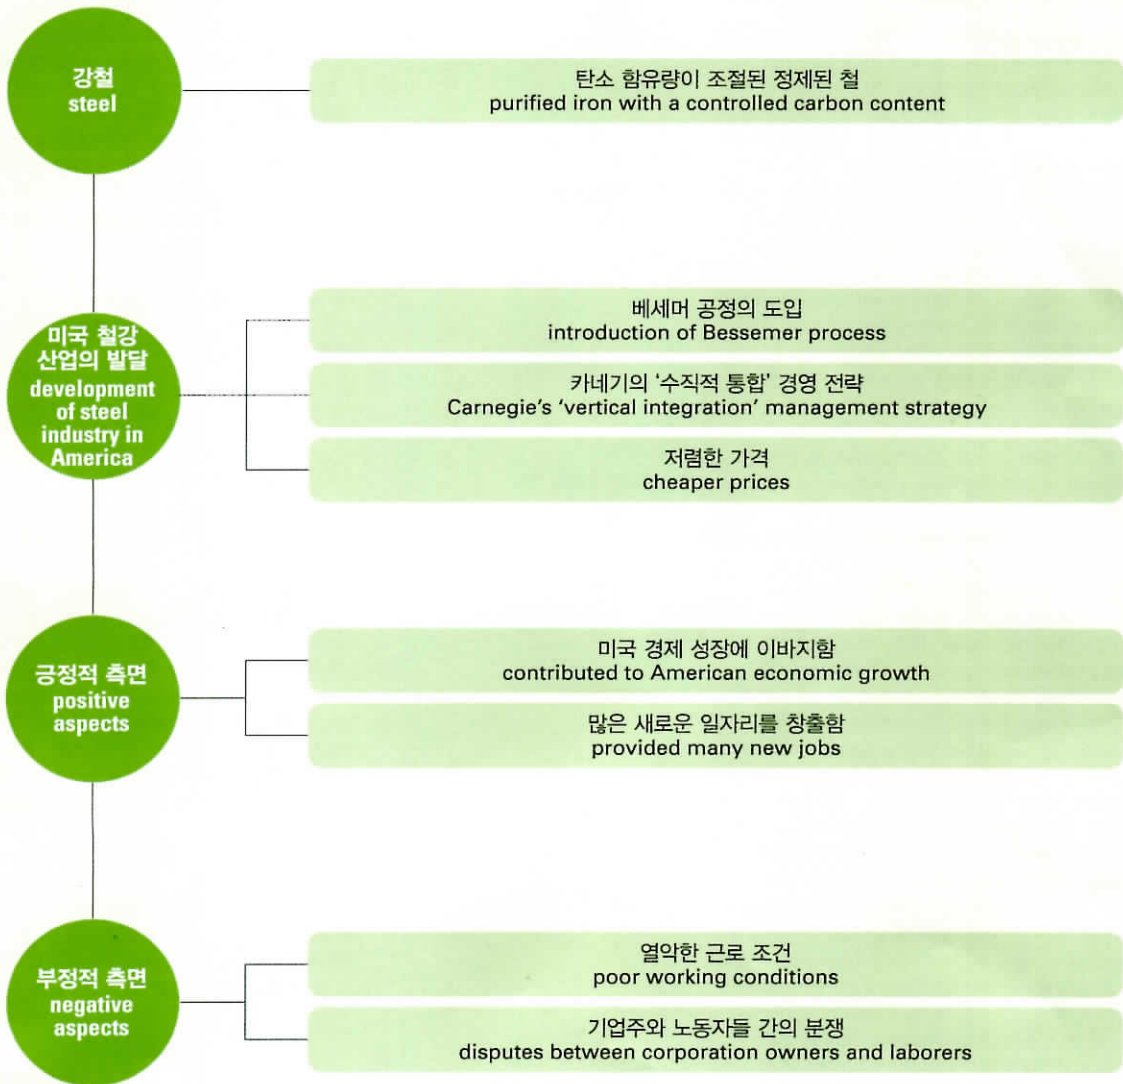 강철
steel
탄소 함유량이 조절된 정제된 철
purified iron with a controlled carbon content
미국 철강
산업의 발달
development
of steel
industry in
America
베세머 공정의 도입
introduction of Bessemer process
카네기의 '수직적 통합' 경영 전략
Carnegie's 'vertical integration' management strategy
저렴한 가격
cheaper prices
긍정적 측면
positive
aspects
미국 경제 성장에 이바지함
contributed to American economic growth
많은 새로운 일자리를 창출함
provided many new jobs
부정적 측면
negative
aspects
열악한 근로 조건
poor working conditions
기업주와 노동자들 간의 분쟁
disputes between corporation owners and laborers